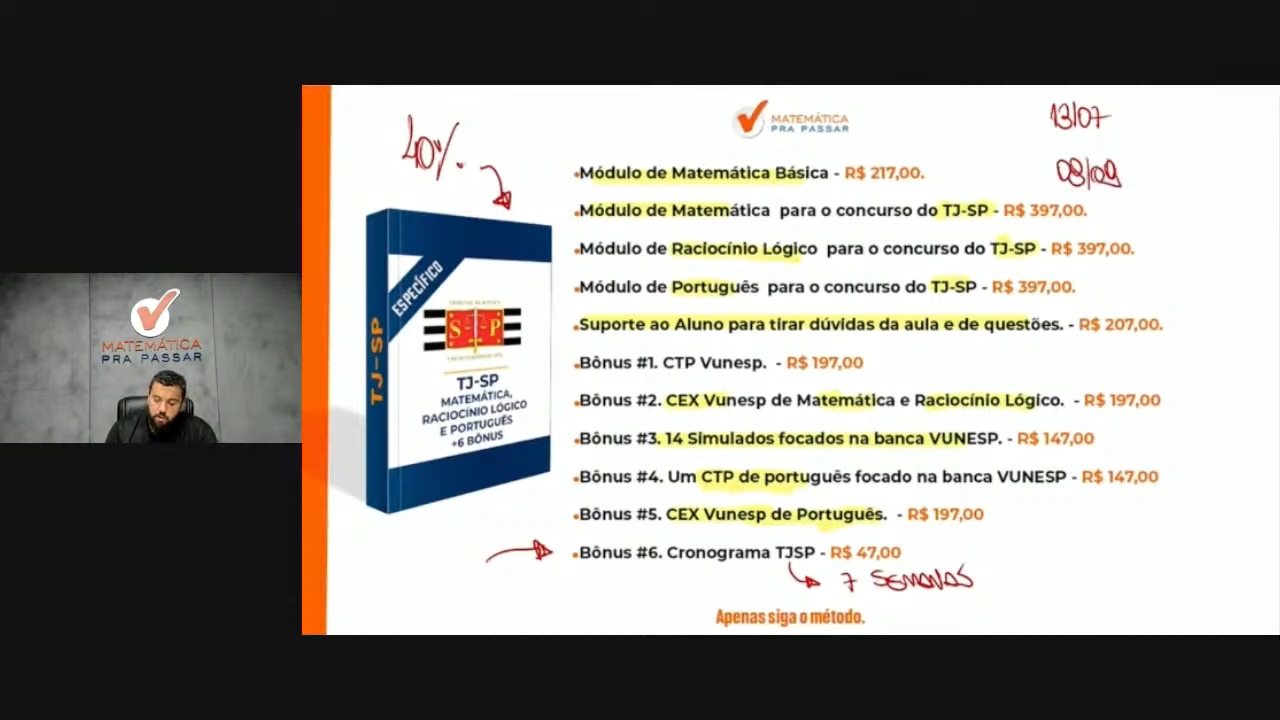 MATEMÁTICA
PRA PASSAR
40%.
13/07
09/09
•Módulo de Matemática Básica - R$ 217,00.
•Módulo de Matemática para o concurso do TJ-SP - R$ 397,00.
•Módulo de Raciocínio Lógico para o concurso do TJ-SP - R$ 397,00.
•Módulo de Português para o concurso do TJ-SP - R$ 397,00.
•Suporte ao Aluno para tirar dúvidas da aula e de questões. - R$ 207,00.
•Bônus #1. CTP Vunesp. - R$ 197,00
•Bônus #2. CEX Vunesp de Matemática e Raciocínio Lógico. - R$ 197,00
•Bônus #3. 14 Simulados focados na banca VUNESP. - R$ 147,00
•Bônus #4. Um CTP de português focado na banca VUNESP - R$ 147,00
•Bônus #5. CEX Vunesp de Português. - R$ 197,00
•Bônus #6. Cronograma TJSP - R$ 47,00
7 SEMANAS
Apenas siga o método.
ESPECÍFICO
TJ-SP
S P
TJ-SP
MATEMÁTICA,
RACIOCÍNIO LÓGICO
E PORTUGUÊS
+6 BÔNUS
MATEMÁTICA
PRA PASSAR